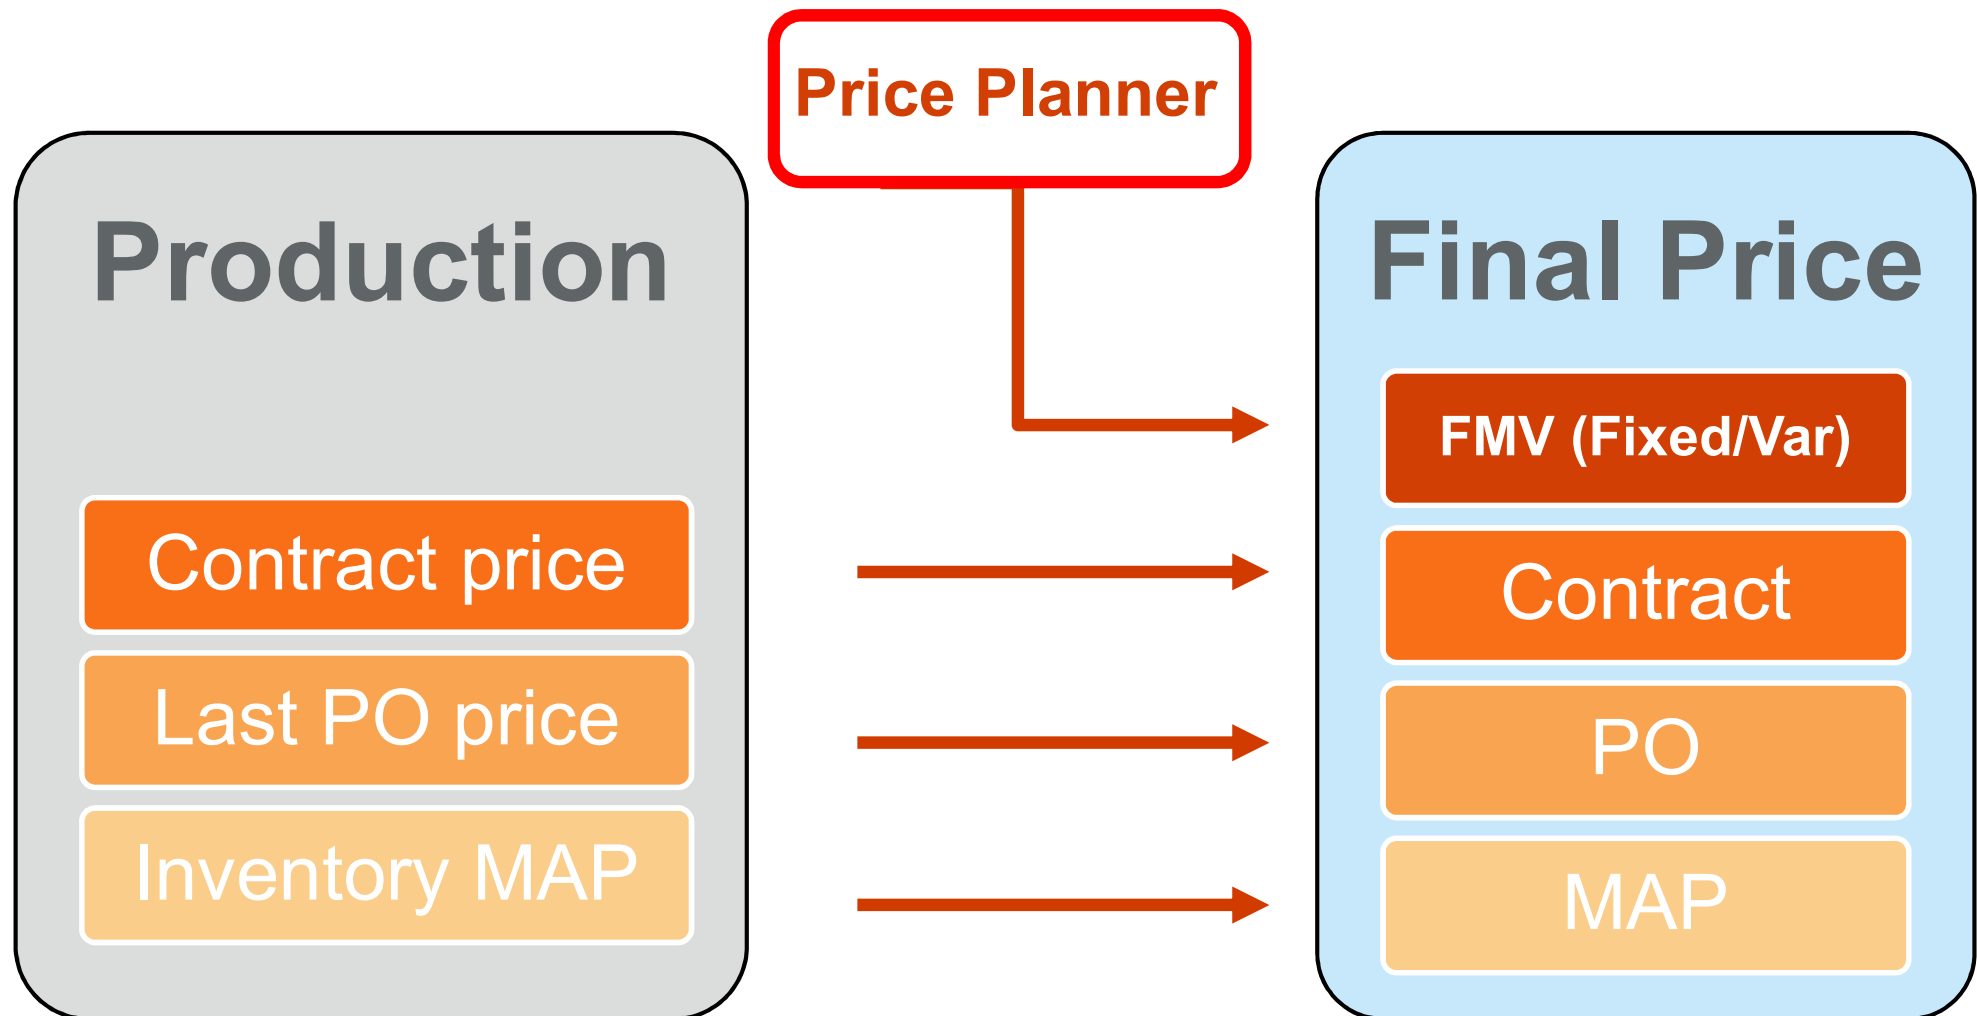 Price Planner
Production
Contract price
Last PO price
Inventory MAP
Final Price
FMV (Fixed/Var)
Contract
PO
MAP